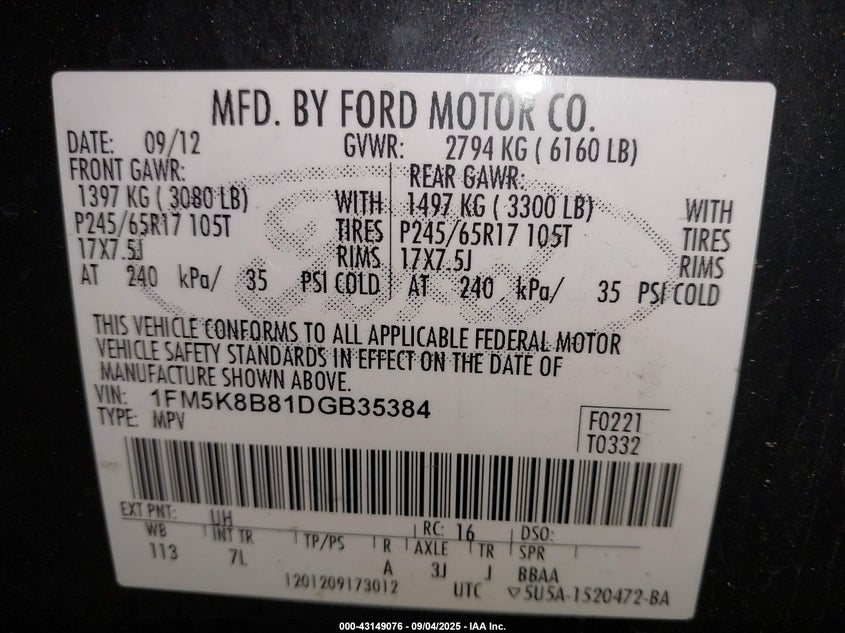 MFD. BY FORD MOTOR CO.
DATE: 09/12 GVWR: 2794 KG ( 6160 LB)
FRONT GAWR: REAR GAWR:
1397 KG ( 3080 LB) WITH 1497 KG ( 3300 LB) WITH
P245/65R17 105T TIRES P245/65R17 105T TIRES
17X7.5J RIMS 17X7.5J RIMS
AT 240 kPa/ 35 PSI COLD AT 240 kPa/ 35 PSI COLD
THIS VEHICLE CONFORMS TO ALL APPLICABLE FEDERAL MOTOR
VEHICLE SAFETY STANDARDS IN EFFECT ON THE DATE OF
MANUFACTURE SHOWN ABOVE.
VIN: 1FM5K8B81DGB35384
TYPE: MPV
F0221
T0332
EXT PNT: UH RC: 16 DSO:
WB INT TR TP/PS R AXLE TR SPR
113 7L A 3J J BBAA
1201209173012 UTC ▽5U5A-1520472-BA
000-43149076 - 09/04/2025 - IAA Inc.